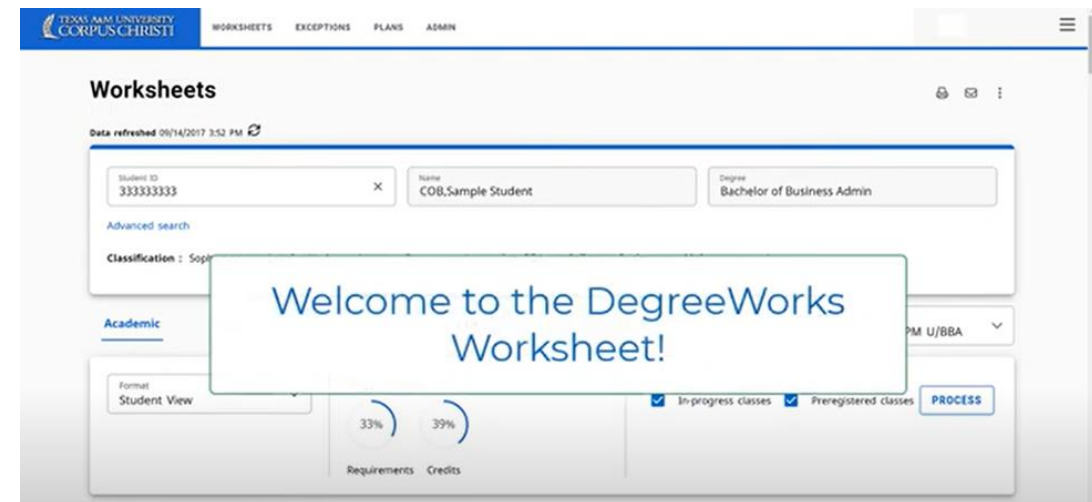 TEXAS A&M UNIVERSITY
CORPUS CHRISTI
WORKSHEETS EXCEPTIONS PLANS ADMIN
Worksheets
Data refreshed 09/14/2017 3:52 PM
Student ID
333333333
Name
COB,Sample Student
Degree
Bachelor of Business Admin
Advanced search
Classification :
Welcome to the DegreeWorks
Worksheet!
Academic
PM U/BBA
Format
Student View
In-progress classes Preregistered classes PROCESS
33% 39%
Requirements Credits